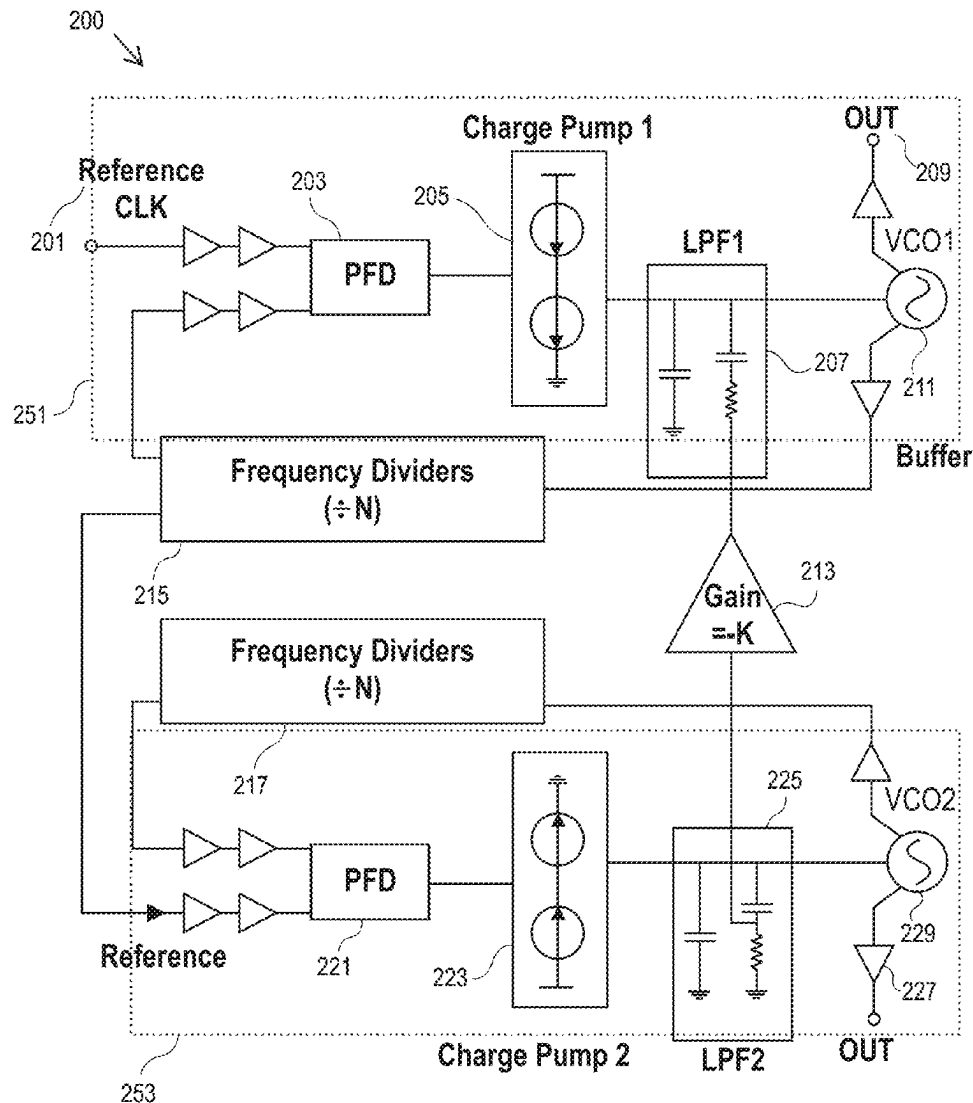 200
Charge Pump 1
OUT
209
Reference
CLK
201
203
PFD
205
LPF1
VCO1
207
211
251
Buffer
Frequency Dividers
(÷N)
215
213
Gain
=-K
Frequency Dividers
(÷N)
217
225
VCO2
PFD
Reference
221
223
229
227
Charge Pump 2
LPF2
OUT
253